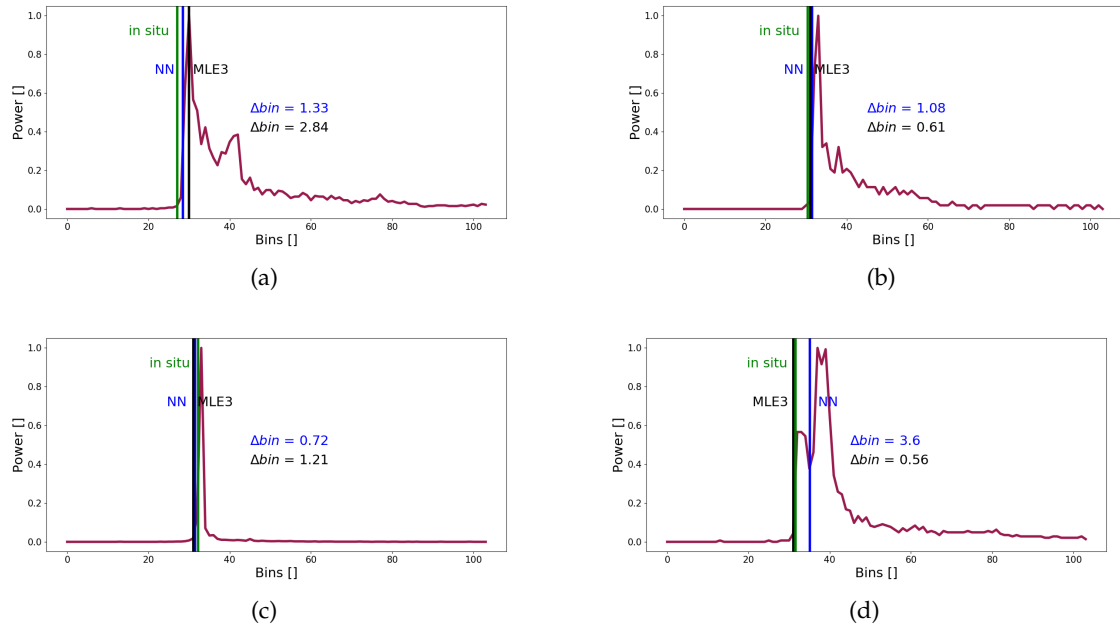 1.0
0.8
0.6
0.4
0.2
0.0
Power []
in situ
NN
MLE3
Δbin = 1.33
Δbin = 2.84
0 20 40 60 80 100
Bins []
(a)
1.0
0.8
0.6
0.4
0.2
0.0
Power []
in situ
NN
MLE3
Δbin = 1.08
Δbin = 0.61
0 20 40 60 80 100
Bins []
(b)
1.0
0.8
0.6
0.4
0.2
0.0
Power []
in situ
NN
MLE3
Δbin = 0.72
Δbin = 1.21
0 20 40 60 80 100
Bins []
(c)
1.0
0.8
0.6
0.4
0.2
0.0
Power []
in situ
MLE3
NN
Δbin = 3.6
Δbin = 0.56
0 20 40 60 80 100
Bins []
(d)